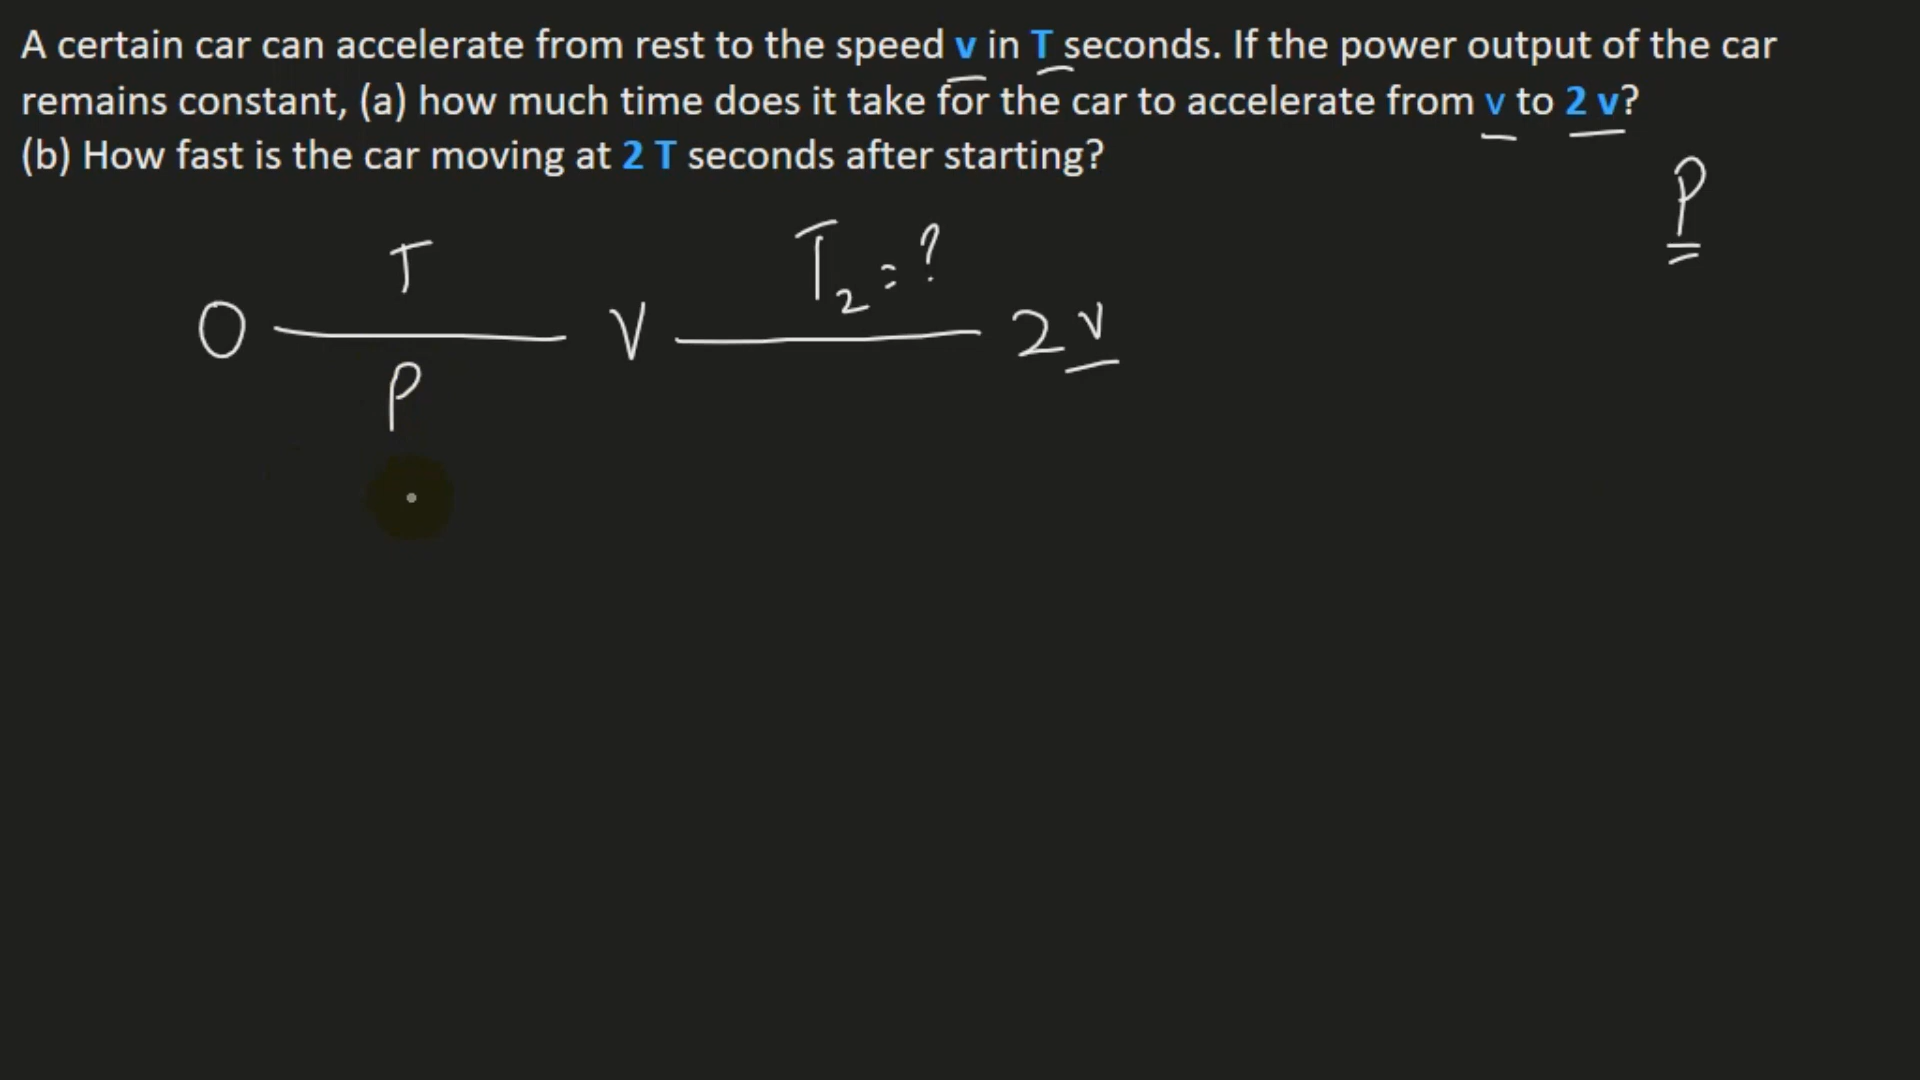 A certain car can accelerate from rest to the speed v in T seconds. If the power output of the car
remains constant, (a) how much time does it take for the car to accelerate from v to 2 v?
(b) How fast is the car moving at 2 T seconds after starting?
P
T
T₂ = ?
0 V 2v
P